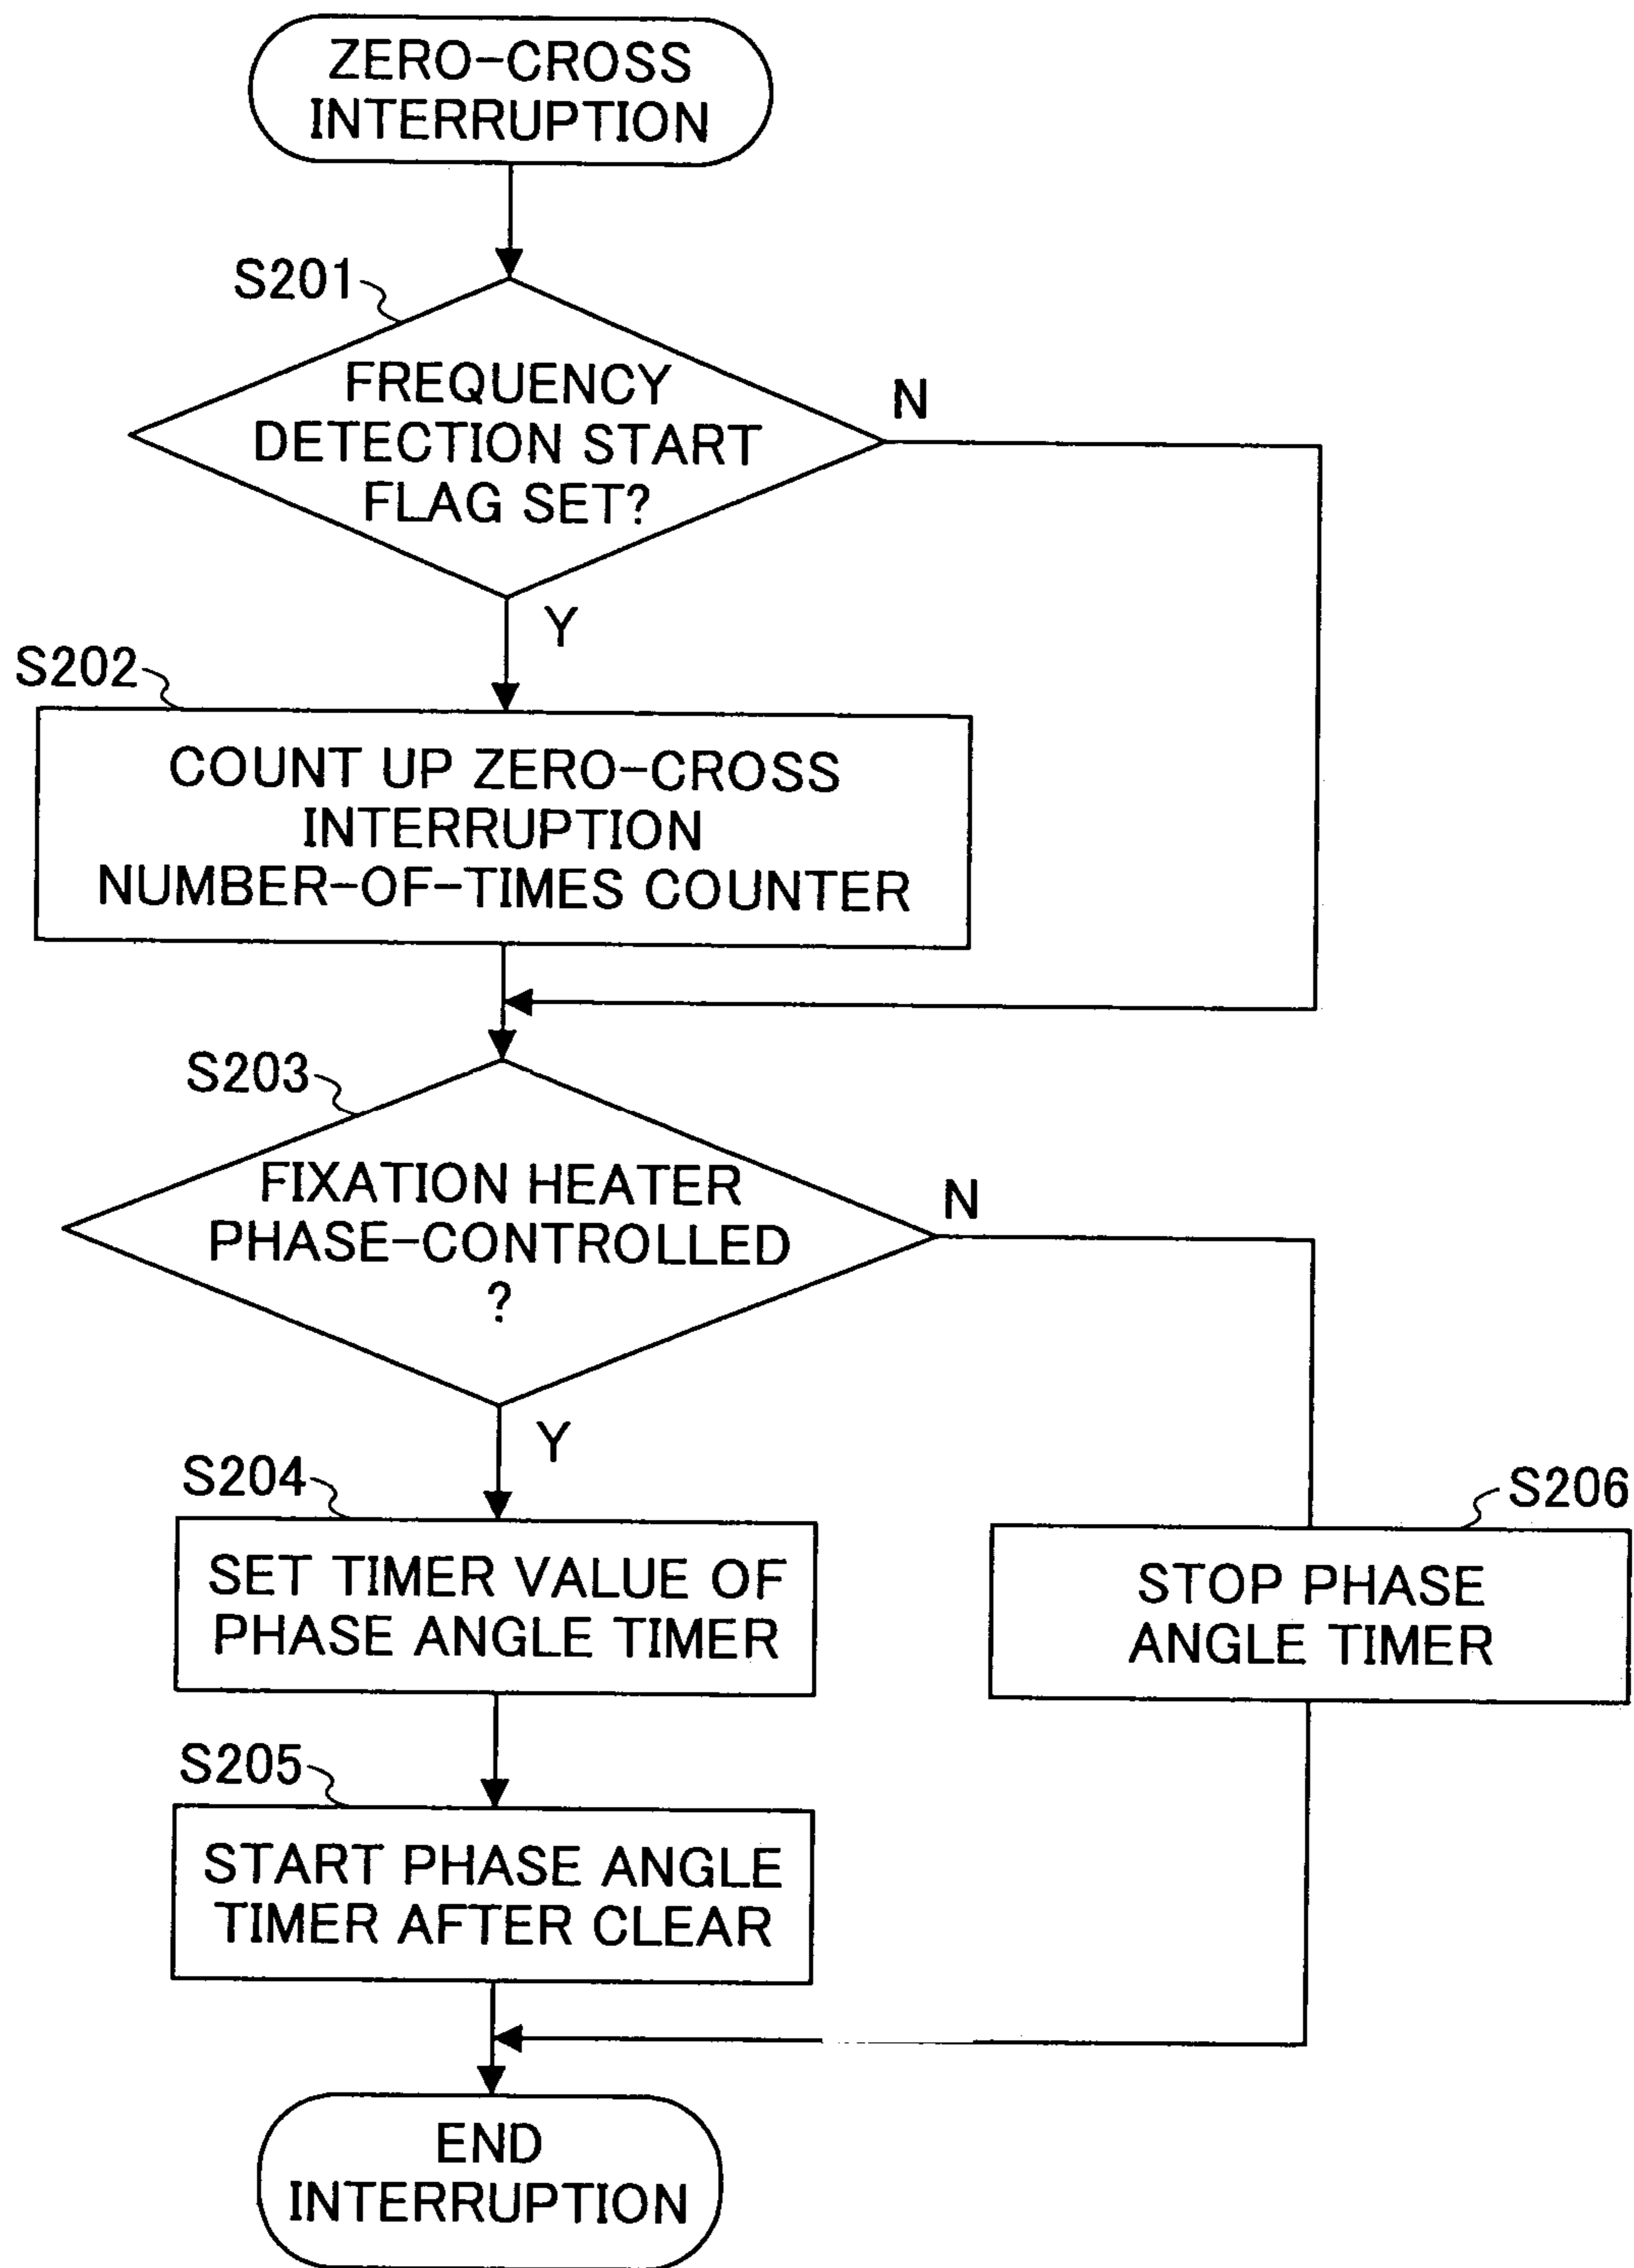 ZERO-CROSS
INTERRUPTION
S201
FREQUENCY
DETECTION START
FLAG SET?
N
Y
S202
COUNT UP ZERO-CROSS
INTERRUPTION
NUMBER-OF-TIMES COUNTER
S203
FIXATION HEATER
PHASE-CONTROLLED
?
N
Y
S204
SET TIMER VALUE OF
PHASE ANGLE TIMER
S206
STOP PHASE
ANGLE TIMER
S205
START PHASE ANGLE
TIMER AFTER CLEAR
END
INTERRUPTION